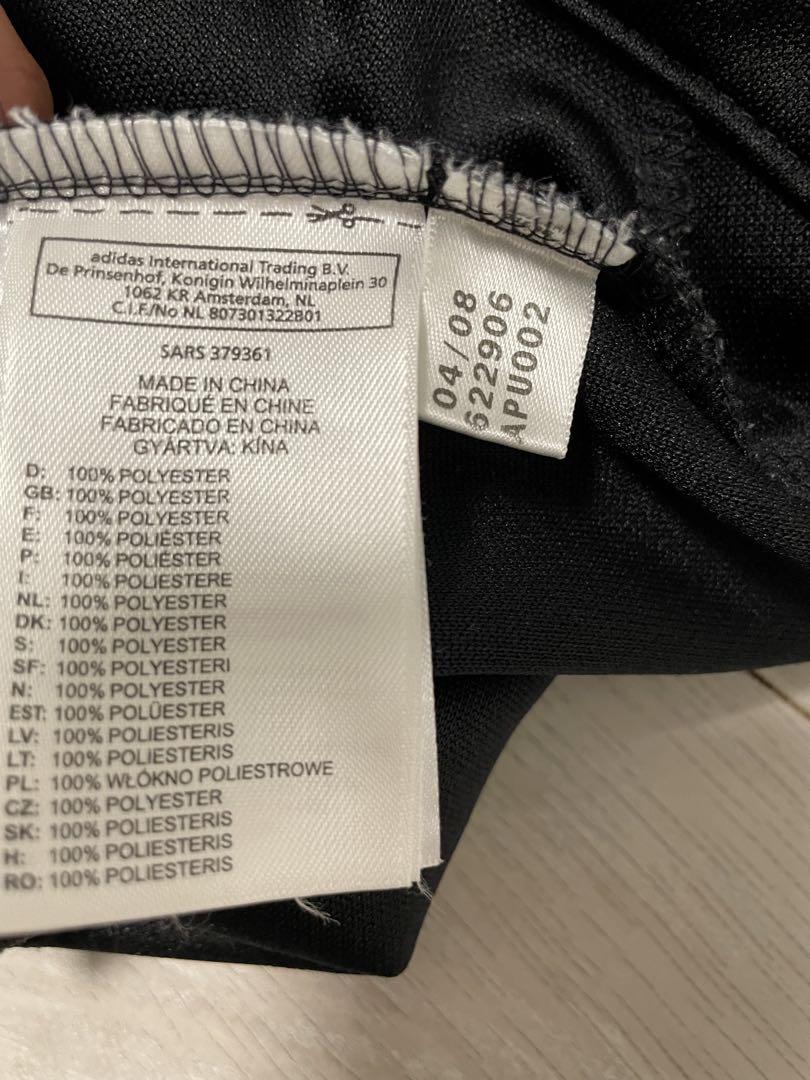 adidas International Trading B.V.
De Prinsenhof, Konigin Wilhelminaplein 30
1062 KR Amsterdam, NL
C.I.F./No NL 807301322B01
SARS 379361
MADE IN CHINA
FABRIQUÉ EN CHINE
FABRICADO EN CHINA
GYÁRTVA: KÍNA
D: 100% POLYESTER
GB: 100% POLYESTER
F: 100% POLYESTER
E: 100% POLIÉSTER
P: 100% POLIÉSTER
I: 100% POLIESTERE
NL: 100% POLYESTER
DK: 100% POLYESTER
S: 100% POLYESTER
SF: 100% POLYESTERI
N: 100% POLYESTER
EST: 100% POLÜESTER
LV: 100% POLIESTERIS
LT: 100% POLIESTERIS
PL: 100% WŁÓKNO POLIESTROWE
CZ: 100% POLYESTER
SK: 100% POLIESTERIS
H: 100% POLIESTERIS
RO: 100% POLIESTERIS
04/08
622906
APU002